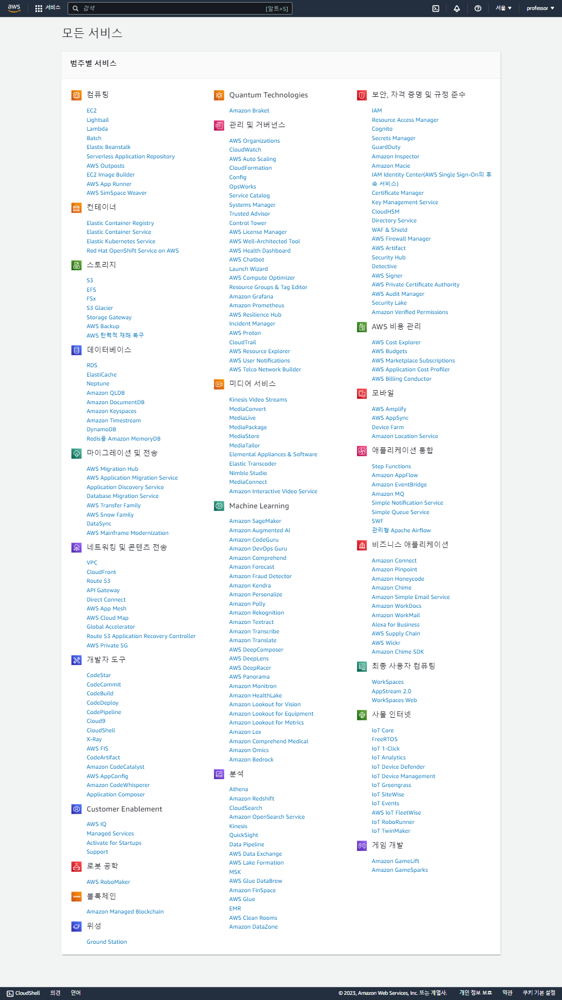 aws
서비스
검색
[알트+S]
서울 ▼
professor ▼
모든 서비스
범주별 서비스
컴퓨팅
EC2
Lightsail
Lambda
Batch
Elastic Beanstalk
Serverless Application Repository
AWS Outposts
EC2 Image Builder
AWS App Runner
AWS SimSpace Weaver
컨테이너
Elastic Container Registry
Elastic Container Service
Elastic Kubernetes Service
Red Hat OpenShift Service on AWS
스토리지
S3
EFS
FSx
S3 Glacier
Storage Gateway
AWS Backup
AWS 탄력적 재해 복구
데이터베이스
RDS
ElastiCache
Neptune
Amazon QLDB
Amazon DocumentDB
Amazon Keyspaces
Amazon Timestream
DynamoDB
Redis용 Amazon MemoryDB
마이그레이션 및 전송
AWS Migration Hub
AWS Application Migration Service
Application Discovery Service
Database Migration Service
AWS Transfer Family
AWS Snow Family
DataSync
AWS Mainframe Modernization
네트워킹 및 콘텐츠 전송
VPC
CloudFront
Route 53
API Gateway
Direct Connect
AWS App Mesh
AWS Cloud Map
Global Accelerator
Route 53 Application Recovery Controller
AWS Private 5G
개발자 도구
CodeStar
CodeCommit
CodeBuild
CodeDeploy
CodePipeline
Cloud9
CloudShell
X-Ray
AWS FIS
CodeArtifact
Amazon CodeCatalyst
AWS AppConfig
Amazon CodeWhisperer
Application Composer
Customer Enablement
AWS IQ
Managed Services
Activate for Startups
Support
로봇 공학
AWS RoboMaker
블록체인
Amazon Managed Blockchain
위성
Ground Station
Quantum Technologies
Amazon Braket
관리 및 거버넌스
AWS Organizations
CloudWatch
AWS Auto Scaling
CloudFormation
Config
OpsWorks
Service Catalog
Systems Manager
Trusted Advisor
Control Tower
AWS License Manager
AWS Well-Architected Tool
AWS Health Dashboard
AWS Chatbot
Launch Wizard
AWS Compute Optimizer
Resource Groups & Tag Editor
Amazon Grafana
Amazon Prometheus
AWS Resilience Hub
Incident Manager
AWS Proton
CloudTrail
AWS Resource Explorer
AWS User Notifications
AWS Telco Network Builder
미디어 서비스
Kinesis Video Streams
MediaConvert
MediaLive
MediaPackage
MediaStore
MediaTailor
Elemental Appliances & Software
Elastic Transcoder
Nimble Studio
MediaConnect
Amazon Interactive Video Service
Machine Learning
Amazon SageMaker
Amazon Augmented AI
Amazon CodeGuru
Amazon DevOps Guru
Amazon Comprehend
Amazon Forecast
Amazon Fraud Detector
Amazon Kendra
Amazon Personalize
Amazon Polly
Amazon Rekognition
Amazon Textract
Amazon Transcribe
Amazon Translate
AWS DeepComposer
AWS DeepLens
AWS DeepRacer
AWS Panorama
Amazon Monitron
Amazon HealthLake
Amazon Lookout for Vision
Amazon Lookout for Equipment
Amazon Lookout for Metrics
Amazon Lex
Amazon Comprehend Medical
Amazon Omics
Amazon Bedrock
분석
Athena
Amazon Redshift
CloudSearch
Amazon OpenSearch Service
Kinesis
QuickSight
Data Pipeline
AWS Data Exchange
AWS Lake Formation
MSK
AWS Glue DataBrew
Amazon FinSpace
AWS Glue
EMR
AWS Clean Rooms
Amazon DataZone
보안, 자격 증명 및 규정 준수
IAM
Resource Access Manager
Cognito
Secrets Manager
GuardDuty
Amazon Inspector
Amazon Macie
IAM Identity Center(AWS Single Sign-On의 후
속 서비스)
Certificate Manager
Key Management Service
CloudHSM
Directory Service
WAF & Shield
AWS Firewall Manager
AWS Artifact
Security Hub
Detective
AWS Signer
AWS Private Certificate Authority
AWS Audit Manager
Security Lake
Amazon Verified Permissions
AWS 비용 관리
AWS Cost Explorer
AWS Budgets
AWS Marketplace Subscriptions
AWS Application Cost Profiler
AWS Billing Conductor
모바일
AWS Amplify
AWS AppSync
Device Farm
Amazon Location Service
애플리케이션 통합
Step Functions
Amazon AppFlow
Amazon EventBridge
Amazon MQ
Simple Notification Service
Simple Queue Service
SWF
관리형 Apache Airflow
비즈니스 애플리케이션
Amazon Connect
Amazon Pinpoint
Amazon Honeycode
Amazon Chime
Amazon Simple Email Service
Amazon WorkDocs
Amazon WorkMail
Alexa for Business
AWS Supply Chain
AWS Wickr
Amazon Chime SDK
최종 사용자 컴퓨팅
WorkSpaces
AppStream 2.0
WorkSpaces Web
사물 인터넷
IoT Core
FreeRTOS
IoT 1-Click
IoT Analytics
IoT Device Defender
IoT Device Management
IoT Greengrass
IoT SiteWise
IoT Events
AWS IoT FleetWise
IoT RoboRunner
IoT TwinMaker
게임 개발
Amazon GameLift
Amazon GameSparks
CloudShell
의견
언어
© 2023, Amazon Web Services, Inc. 또는 계열사.
개인 정보 보호
약관
쿠키 기본 설정